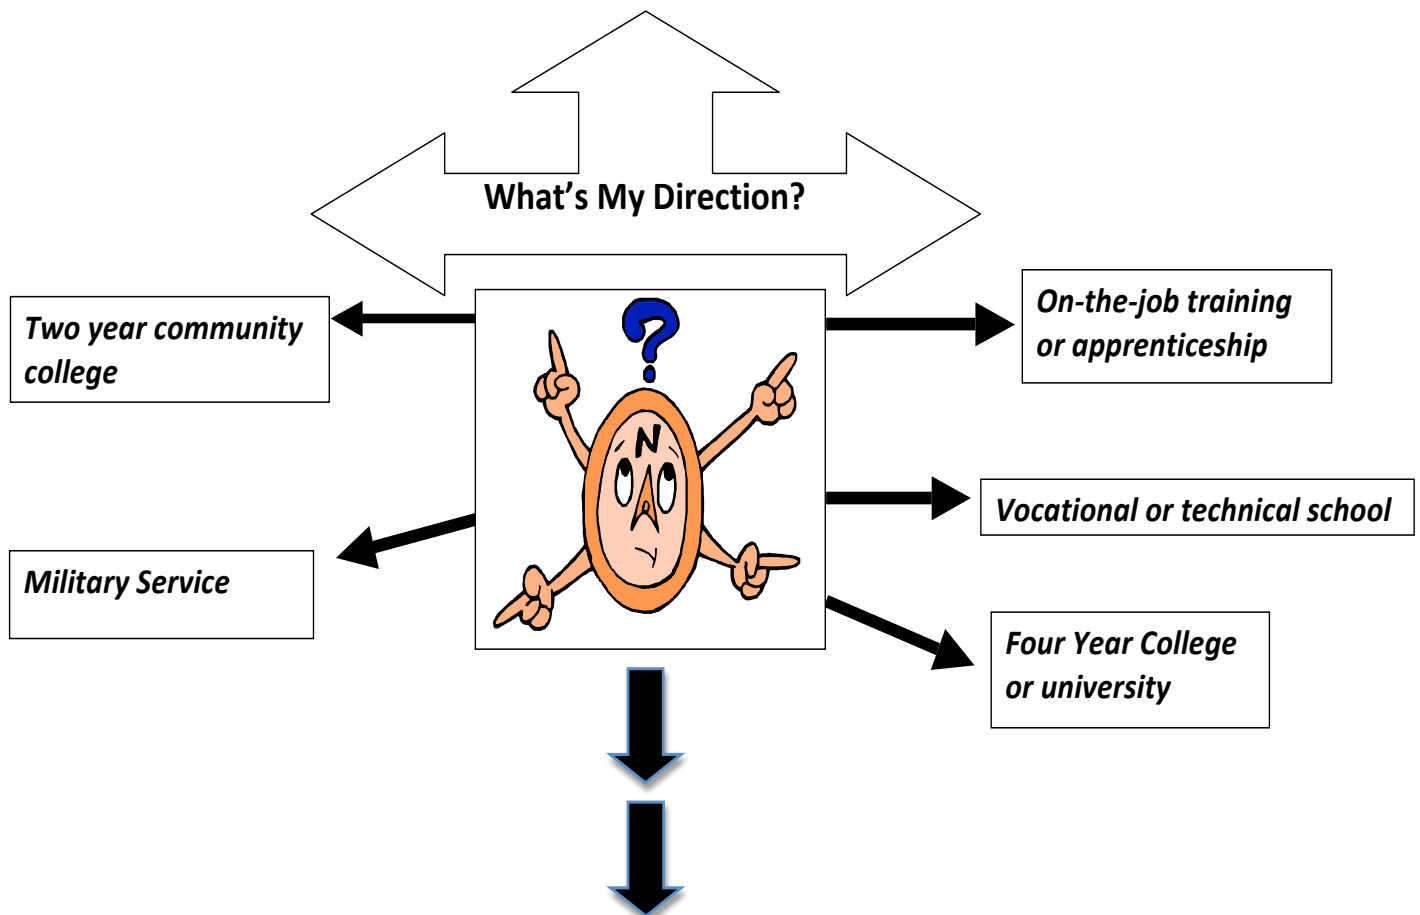 What's My Direction?
Two year community
college
On-the-job training
or apprenticeship
N
Vocational or technical school
Military Service
Four Year College
or university